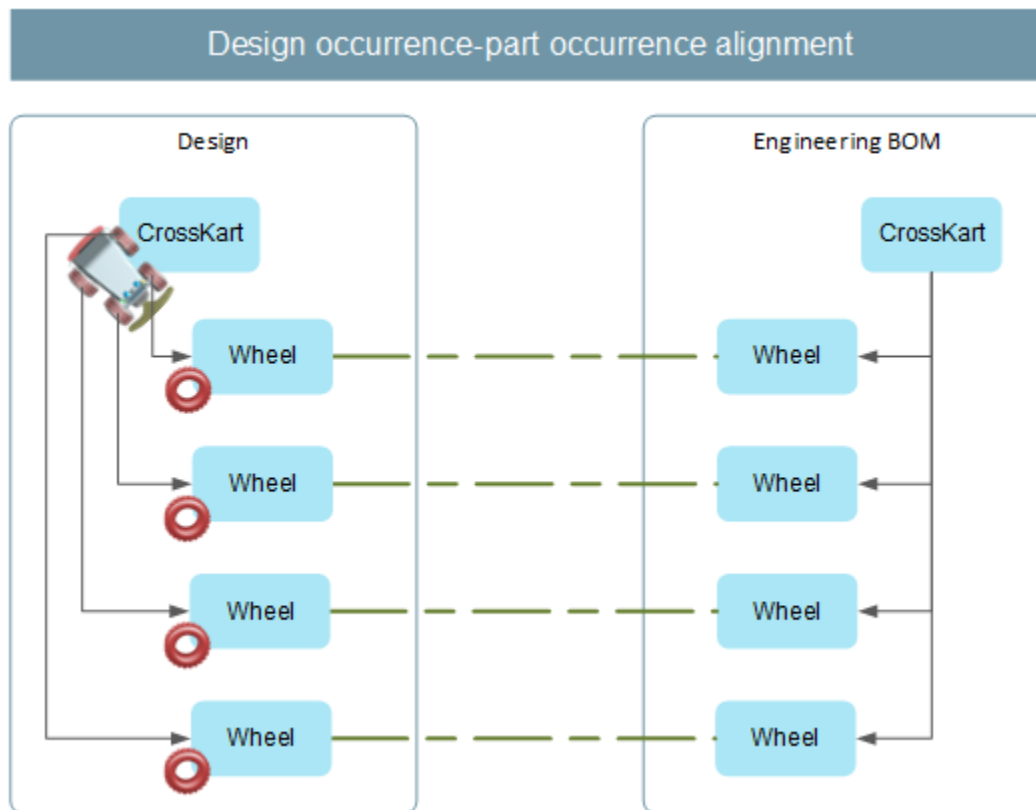 Design occurrence-part occurrence alignment
Design
Engineering BOM
CrossKart
CrossKart
Wheel
Wheel
Wheel
Wheel
Wheel
Wheel
Wheel
Wheel